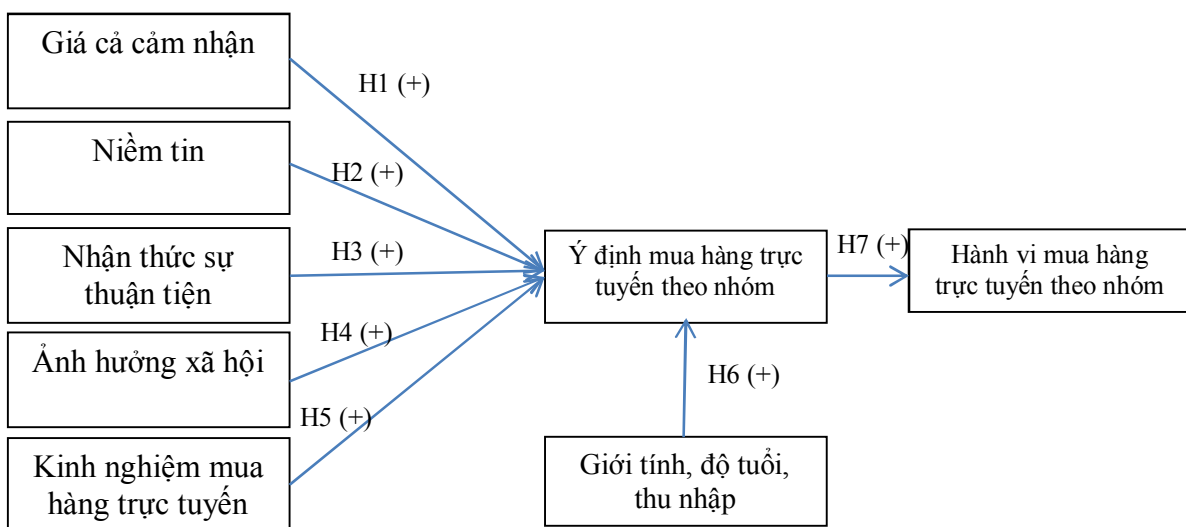 Giá cả cảm nhận
H1 (+)
Niềm tin
H2 (+)
Nhận thức sự
thuận tiện
H3 (+)
Ý định mua hàng trực
tuyến theo nhóm
H7 (+)
Hành vi mua hàng
trực tuyến theo nhóm
Ảnh hưởng xã hội
H4 (+)
H6 (+)
H5 (+)
Kinh nghiệm mua
hàng trực tuyến
Giới tính, độ tuổi,
thu nhập